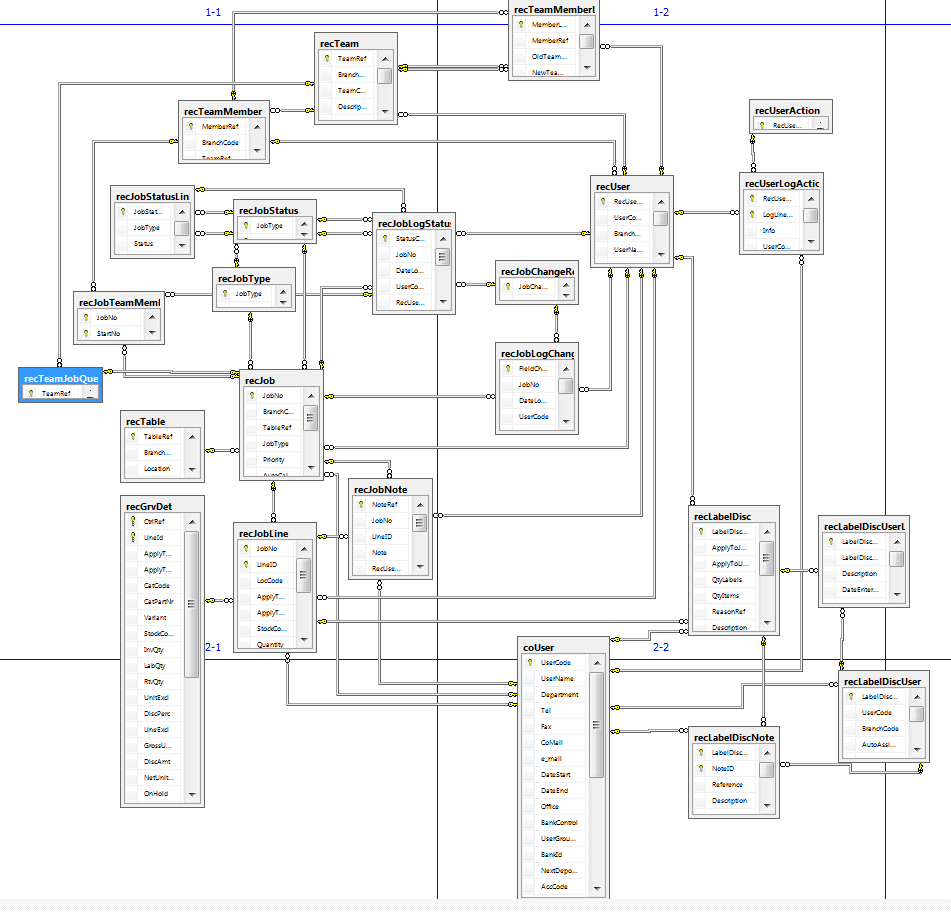 1-1
1-2
recTeamMemberL
MemberL...
MemberRef
OldTeam...
NewTea...
recTeam
TeamRef
Branch...
TeamC...
Descrip...
recTeamMember
MemberRef
BranchCode
TeamRef
recUserAction
RecUse...
recUser
RecUse...
UserCo...
Branch...
UserNa...
recUserLogActic
RecUse...
LogLine...
Info
UserCo...
recJobStatusLin
JobStat...
JobType
Status
recJobStatus
JobType
recJobLogStatu
StatusC...
JobNo
DateLo...
UserCo...
RecUse...
recJobType
JobType
recJobChangeRe
JobCha...
recJobTeamMeml
JobNo
StartNo
recJobLogChang
FieldCh...
JobNo
DateLo...
UserCode
recTeamJobQue
TeamRef
recJob
JobNo
BranchC...
TableRef
JobType
Priority
recTable
TableRef
Branch...
Location
recJobNote
NoteRef
JobNo
LineID
Note
RecUse...
recGrvDet
CtrlRef
LineId
ApplyT...
ApplyT...
CatCode
CatPartNr
Variant
StockCo...
InvQty
LabQty
RtvQty
UnitExcl
DiscPerc
LineExcl
GrossU...
DiscAmt
NetUnit...
OnHold
recJobLine
JobNo
LineID
LocCode
ApplyT...
ApplyT...
StockCo...
Quantity
recLabelDisc
LabelDisc...
ApplyToJ...
ApplyToU...
QtyLabels
QtyItems
ReasonRef
Description
recLabelDiscUserL
LabelDisc...
LabelDisc...
Description
DateEnter...
2-1
2-2
coUser
UserCode
UserName
Department
Tel
Fax
CoMail
e_mail
DateStart
DateEnd
Office
BankControl
UserGrou...
BankId
NextDepo...
AccCode
recLabelDiscUser
LabelDisc...
UserCode
BranchCode
AutoAssi...
recLabelDiscNote
LabelDisc...
NoteID
Reference
Description